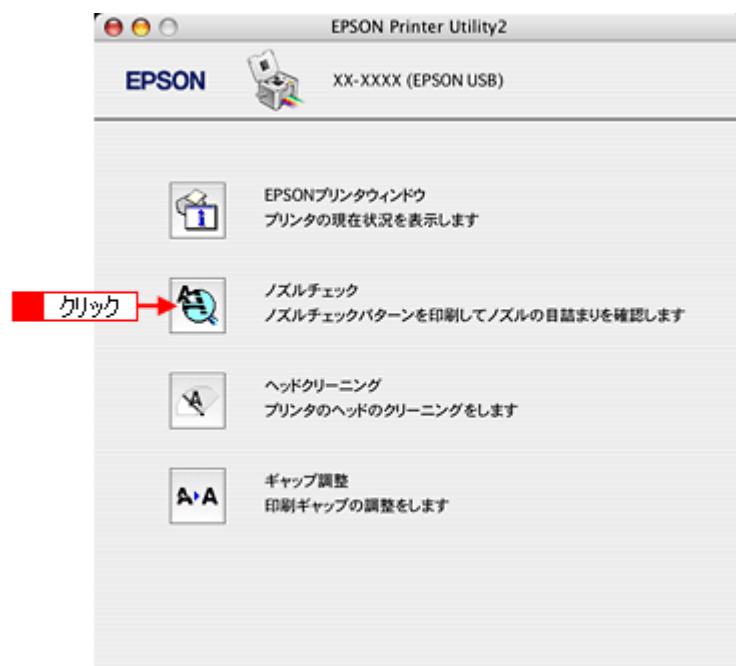 EPSON Printer Utility2
EPSON
XX-XXXX (EPSON USB)
EPSONプリンタウィンドウ
プリンタの現在状況を表示します
クリック
ノズルチェック
ノズルチェックパターンを印刷してノズルの目詰まりを確認します
ヘッドクリーニング
プリンタのヘッドのクリーニングをします
ギャップ調整
印刷ギャップの調整をします